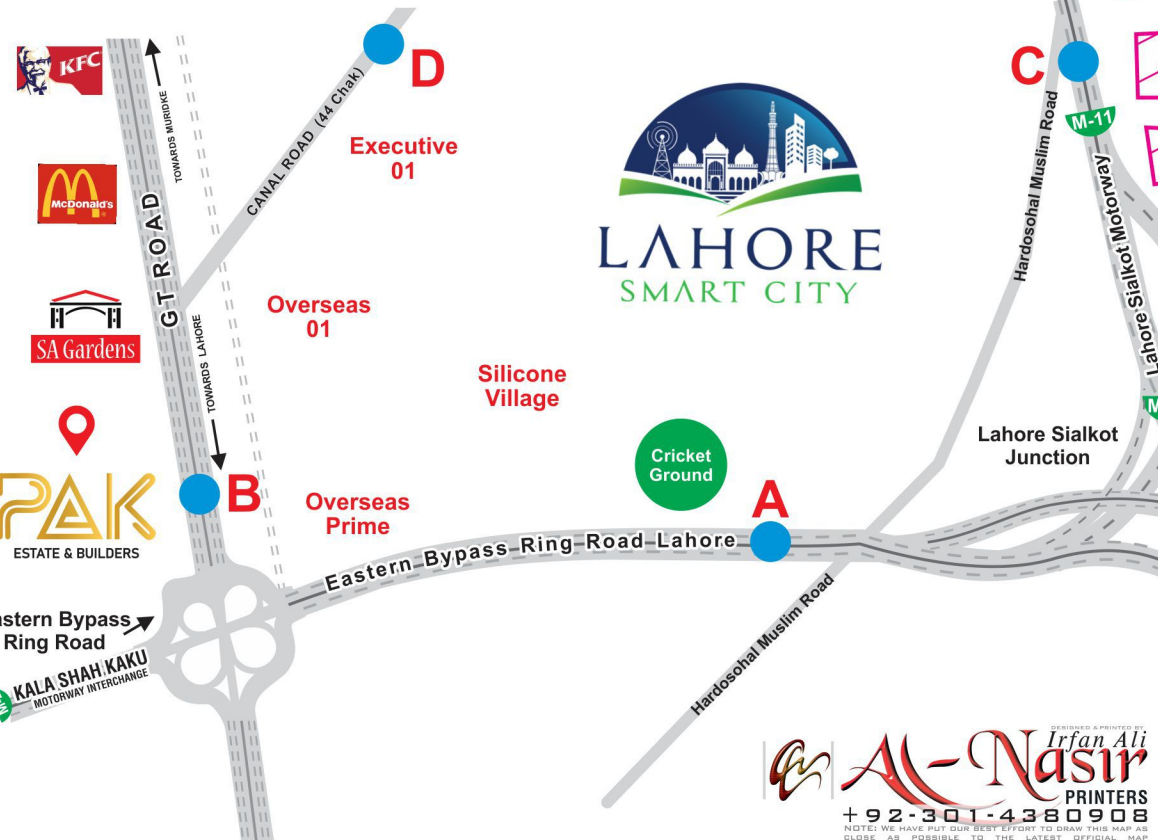 KFC
TOWARDS MURIDKE
CANAL ROAD (44 Chak)
D
Executive
01
C
M-11
Hardosohal Muslim Road
Lahore Sialkot Motorway
McDonald's
GT ROAD
LAHORE
SMART CITY
Overseas
01
SA Gardens
TOWARDS LAHORE
Silicone
Village
Lahore Sialkot
Junction
Cricket
Ground
A
B
PAK
ESTATE & BUILDERS
Overseas
Prime
Eastern Bypass Ring Road Lahore
Hardosohal Muslim Road
astern Bypass
Ring Road
KALA SHAH KAKU
MOTORWAY INTERCHANGE
DESIGNED & PRINTED BY
Irfan Ali
AL-Nasir
PRINTERS
+92-301-4380908
NOTE: WE HAVE PUT OUR BEST EFFORT TO DRAW THIS MAP AS
CLOSE AS POSSIBLE TO THE LATEST OFFICIAL MAP